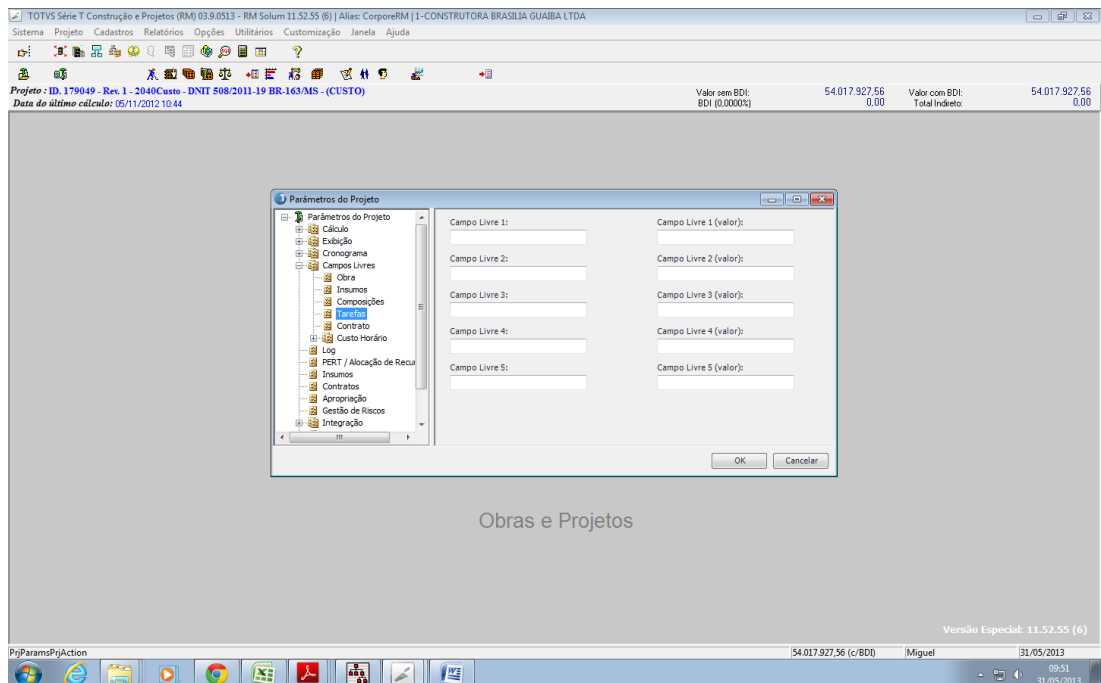 TOTVS Série T Construção e Projetos (RM) 03.9.0513 - RM Solum 11.52.55 (6) | Alias: CorporeRM | 1-CONSTRUTORA BRASILIA GUAIBA LTDA
Sistema Projeto Cadastros Relatórios Opções Utilitários Customização Janela Ajuda
Projeto : ID. 179049 - Rev. 1 - 2040Custo - DNIT 508/2011-19 BR-163/MS - (CUSTO) Valor sem BDI: 54.017.927,56 Valor com BDI: 54.017.927,56
Data do último cálculo: 05/11/2012 10:44 BDI (0,0000%) 0,00 Total Indireto: 0,00
Parâmetros do Projeto
Parâmetros do Projeto
Cálculo
Exibição
Cronograma
Campos Livres
Obra
Insumos
Composições
Tarefas
Contrato
Custo Horário
Log
PERT / Alocação de Recur
Insumos
Contratos
Apropriação
Gestão de Riscos
Integração
Campo Livre 1: Campo Livre 1 (valor):
Campo Livre 2: Campo Livre 2 (valor):
Campo Livre 3: Campo Livre 3 (valor):
Campo Livre 4: Campo Livre 4 (valor):
Campo Livre 5: Campo Livre 5 (valor):
OK Cancelar
Obras e Projetos
Versão Especial: 11.52.55 (6)
PrjParamsPrjAction 54.017.927,56 (c/BDI) Miguel 31/05/2013
09:51
31/05/2013